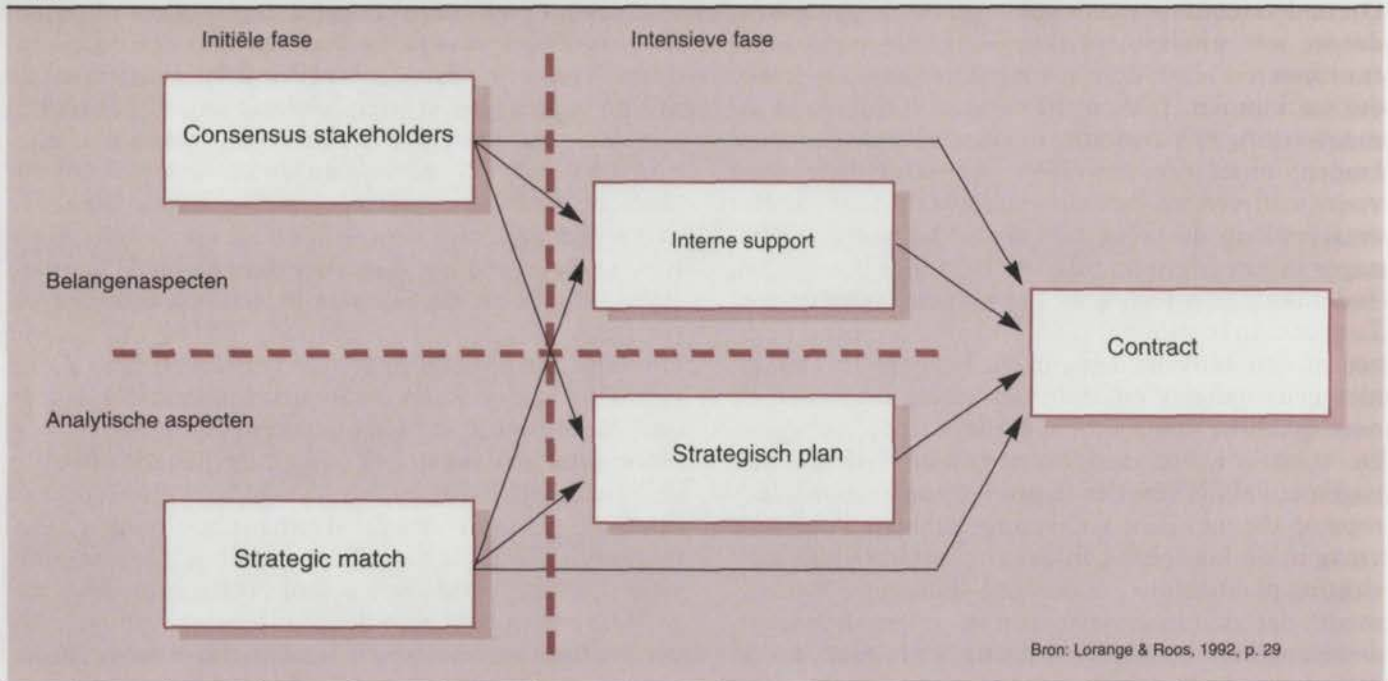 Initiële fase
Intensieve fase
Consensus stakeholders
Interne support
Belangenaspecten
Contract
Analytische aspecten
Strategisch plan
Strategic match
Bron: Lorange & Roos, 1992, p. 29